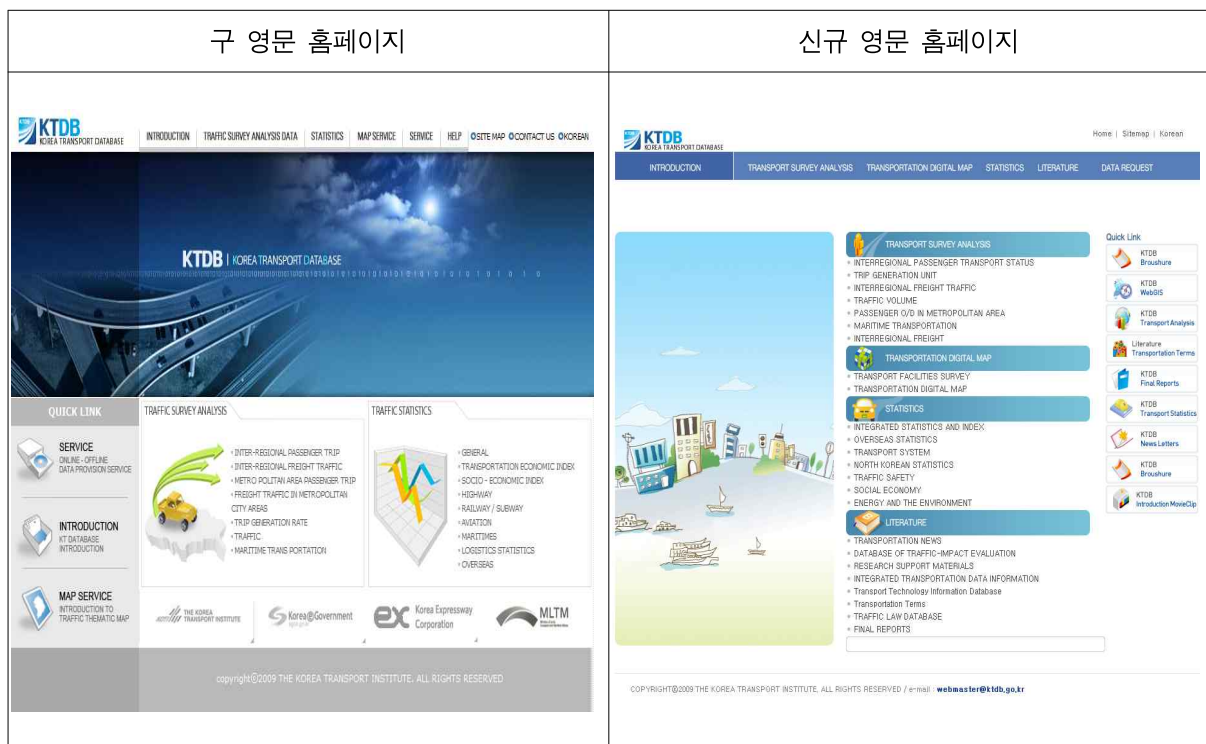 구 영문 홈페이지
신규 영문 홈페이지
KTDB
KOREA TRANSPORT DATABASE
INTRODUCTION TRAFFIC SURVEY ANALYSIS DATA STATISTICS MAP SERVICE SERVICE HELP SITE MAP CONTACT US KOREAN
KTDB | KOREA TRANSPORT DATABASE
QUICK LINK
SERVICE
ONLINE - OFFLINE
DATA PROVISION SERVICE
INTRODUCTION
KT DATABASE
INTRODUCTION
MAP SERVICE
INTRODUCTION TO
TRAFFIC THEMATIC MAP
TRAFFIC SURVEY ANALYSIS
INTER-REGIONAL PASSENGER TRIP
INTER-REGIONAL FREIGHT TRAFFIC
METRO POLITAN AREA PASSENGER TRIP
FREIGHT TRAFFIC IN METROPOLITAN
CITY AREAS
TRIP GENERATION RATE
TRAFFIC
MARITIME TRANS PORTATION
TRAFFIC STATISTICS
GENERAL
TRANSPORTATION ECONOMIC INDEX
SOCIO - ECONOMIC INDEX
HIGHWAY
RAILWAY / SUBWAY
AVIATION
MARITIMES
LOGISTICS STATISTICS
OVERSEAS
THE KOREA
TRANSPORT INSTITUTE
Korea@Government
ex Korea Expressway
Corporation
MLTM
copyrightⓒ2009 THE KOREA TRANSPORT INSTITUTE. ALL RIGHTS RESERVED
KTDB
KOREA TRANSPORT DATABASE
Home | Sitemap | Korean
INTRODUCTION TRANSPORT SURVEY ANALYSIS TRANSPORTATION DIGITAL MAP STATISTICS LITERATURE DATA REQUEST
TRANSPORT SURVEY ANALYSIS
INTERREGIONAL PASSENGER TRANSPORT STATUS
TRIP GENERATION UNIT
INTERREGIONAL FREIGHT TRAFFIC
TRAFFIC VOLUME
PASSENGER O/D IN METROPOLITAN AREA
MARITIME TRANSPORTATION
INTERREGIONAL FREIGHT
TRANSPORTATION DIGITAL MAP
TRANSPORT FACILITIES SURVEY
TRANSPORTATION DIGITAL MAP
STATISTICS
INTEGRATED STATISTICS AND INDEX
OVERSEAS STATISTICS
TRANSPORT SYSTEM
NORTH KOREAN STATISTICS
TRAFFIC SAFETY
SOCIAL ECONOMY
ENERGY AND THE ENVIRONMENT
LITERATURE
TRANSPORTATION NEWS
DATABASE OF TRAFFIC-IMPACT EVALUATION
RESEARCH SUPPORT MATERIALS
INTEGRATED TRANSPORTATION DATA INFORMATION
Transport Technology Information Database
Transportation Terms
TRAFFIC LAW DATABASE
FINAL REPORTS
Quick Link
KTDB
Broushure
KTDB
WebGIS
KTDB
Transport Analysis
Literature
Transportation Terms
KTDB
Final Reports
KTDB
Transport Statistics
KTDB
News Letters
KTDB
Broushure
KTDB
Introduction MovieClip
COPYRIGHTⓒ2009 THE KOREA TRANSPORT INSTITUTE. ALL RIGHTS RESERVED / e-mail : webmaster@ktdb.go.kr